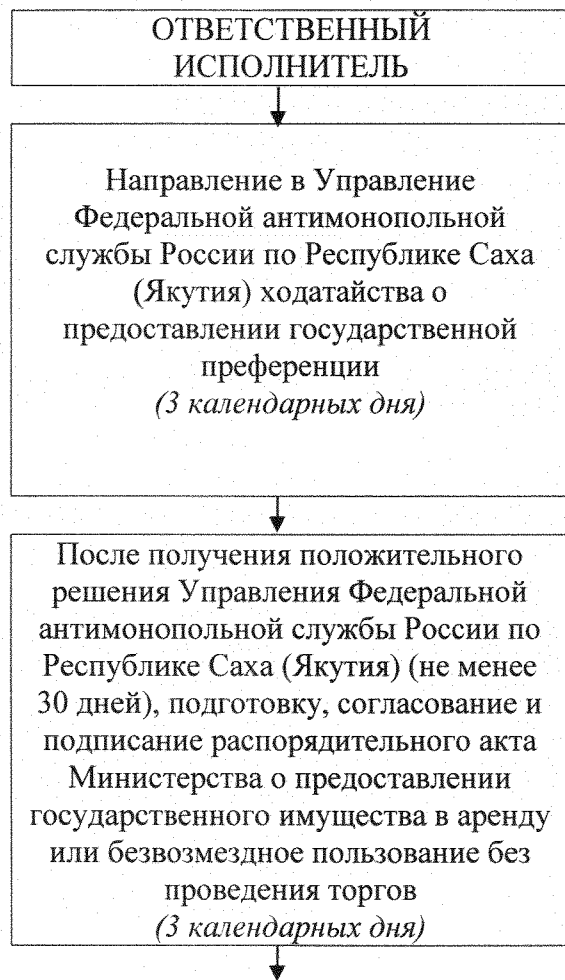 ОТВЕТСТВЕННЫЙ
ИСПОЛНИТЕЛЬ
Направление в Управление
Федеральной антимонопольной
службы России по Республике Саха
(Якутия) ходатайства о
предоставлении государственной
преференции
(3 календарных дня)
После получения положительного
решения Управления Федеральной
антимонопольной службы России по
Республике Саха (Якутия) (не менее
30 дней), подготовку, согласование и
подписание распорядительного акта
Министерства о предоставлении
государственного имущества в аренду
или безвозмездное пользование без
проведения торгов
(3 календарных дня)